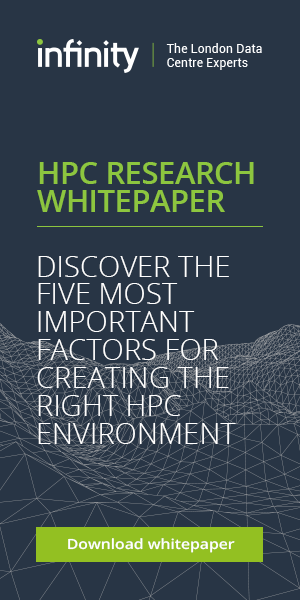 infinity
The London Data
Centre Experts
HPC RESEARCH
WHITEPAPER
DISCOVER THE
FIVE MOST
IMPORTANT
FACTORS FOR
CREATING THE
RIGHT HPC
ENVIRONMENT
Download whitepaper